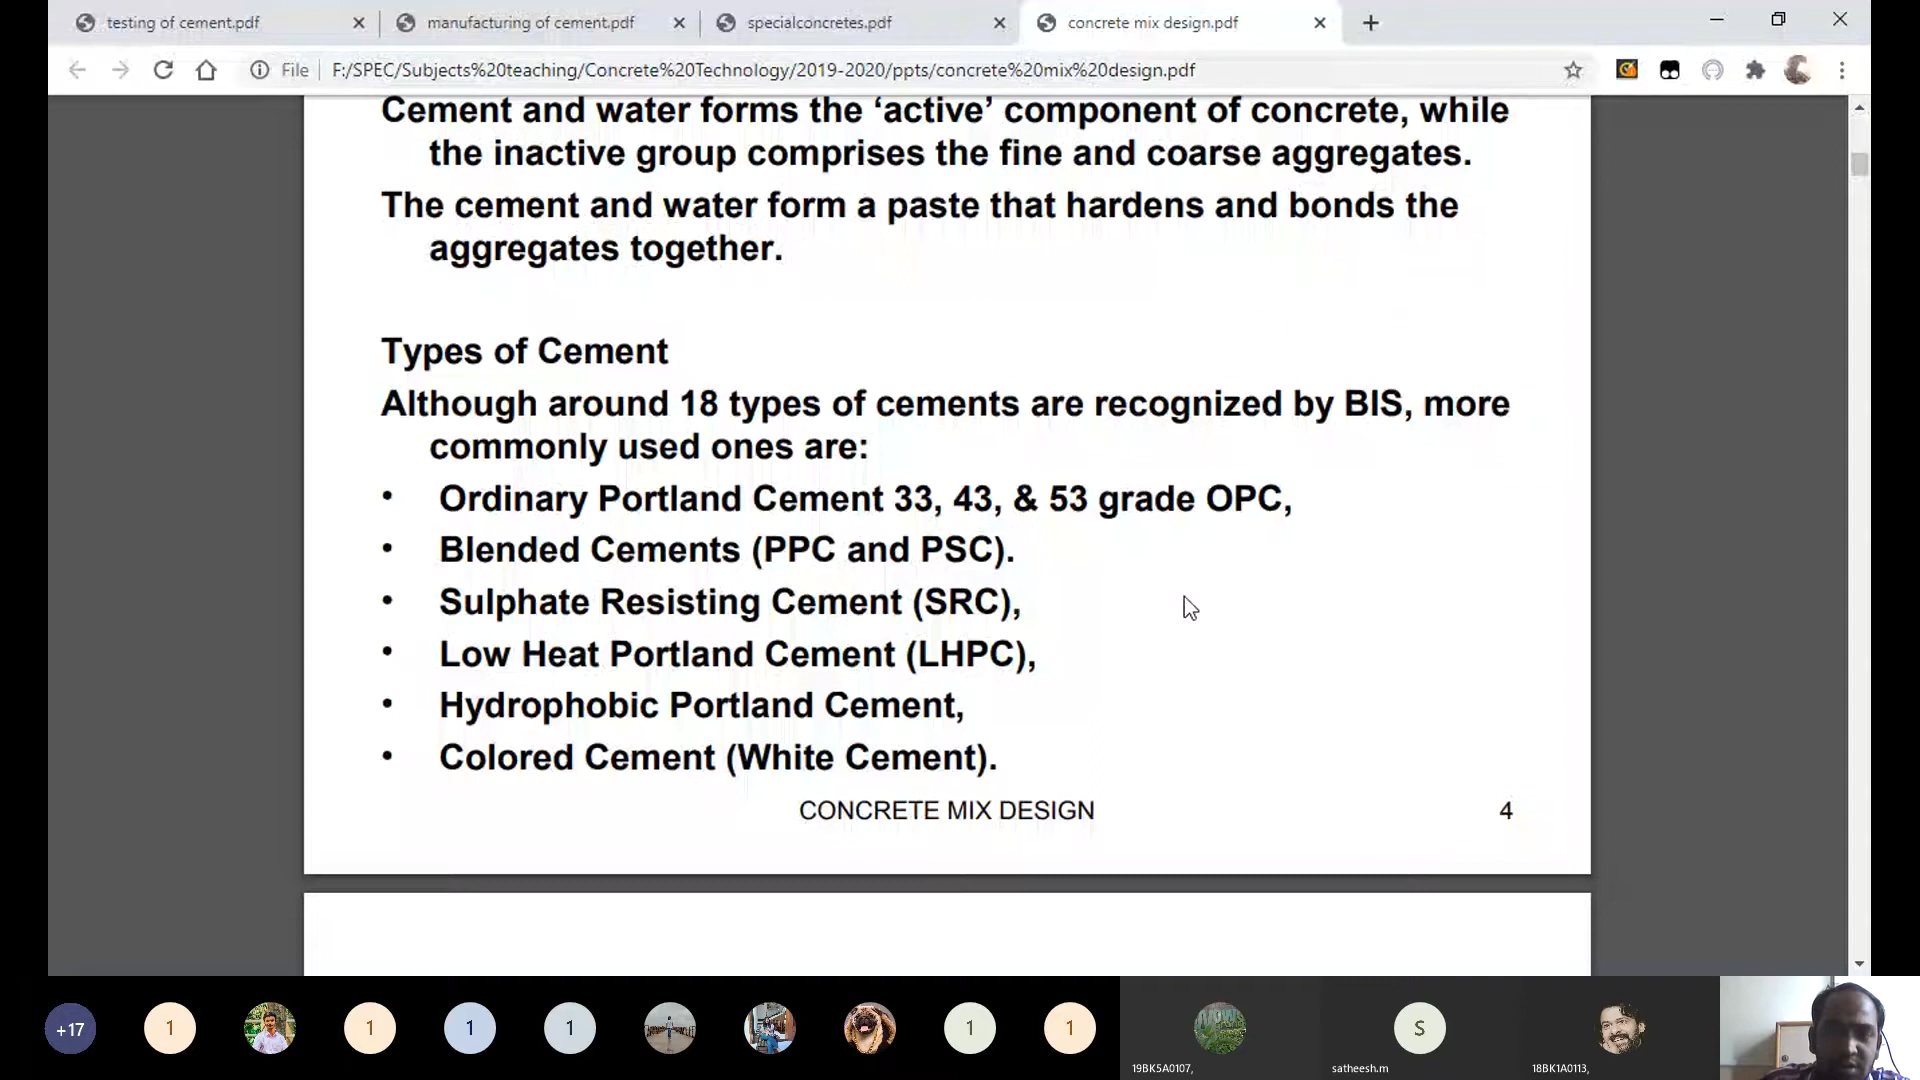 testing of cement.pdf
manufacturing of cement.pdf
specialconcretes.pdf
concrete mix design.pdf
File
F:/SPEC/Subjects%20teaching/Concrete%20Technology/2019-2020/ppts/concrete%20mix%20design.pdf
Cement and water forms the ‘active’ component of concrete, while
the inactive group comprises the fine and coarse aggregates.
The cement and water form a paste that hardens and bonds the
aggregates together.
Types of Cement
Although around 18 types of cements are recognized by BIS, more
commonly used ones are:
• Ordinary Portland Cement 33, 43, & 53 grade OPC,
• Blended Cements (PPC and PSC).
• Sulphate Resisting Cement (SRC),
• Low Heat Portland Cement (LHPC),
• Hydrophobic Portland Cement,
• Colored Cement (White Cement).
CONCRETE MIX DESIGN 4
+17 1 1 1 1 1 1 S
19BK5A0107, satheesh.m 18BK1A0113,